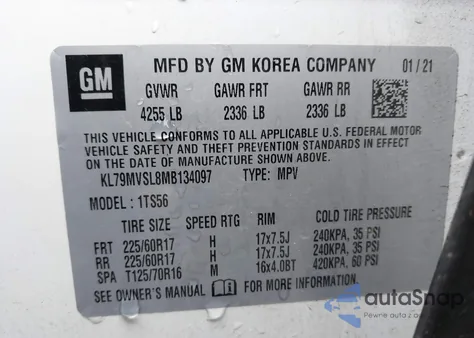 GM MFD BY GM KOREA COMPANY 01/21
GVWR GAWR FRT GAWR RR
4255 LB 2336 LB 2336 LB
THIS VEHICLE CONFORMS TO ALL APPLICABLE U.S. FEDERAL MOTOR
VEHICLE SAFETY AND THEFT PREVENTION STANDARDS IN EFFECT
ON THE DATE OF MANUFACTURE SHOWN ABOVE.
KL79MVSL8MB134097 TYPE: MPV
MODEL : 1TS56
TIRE SIZE SPEED RTG RIM COLD TIRE PRESSURE
FRT 225/60R17 H 17x7.5J 240KPA, 35 PSI
RR 225/60R17 H 17x7.5J 240KPA, 35 PSI
SPA T125/70R16 M 16x4.0BT 420KPA, 60 PSI
SEE OWNER'S MANUAL FOR MORE INFORMATION.
autaSnap
Pewne auta z